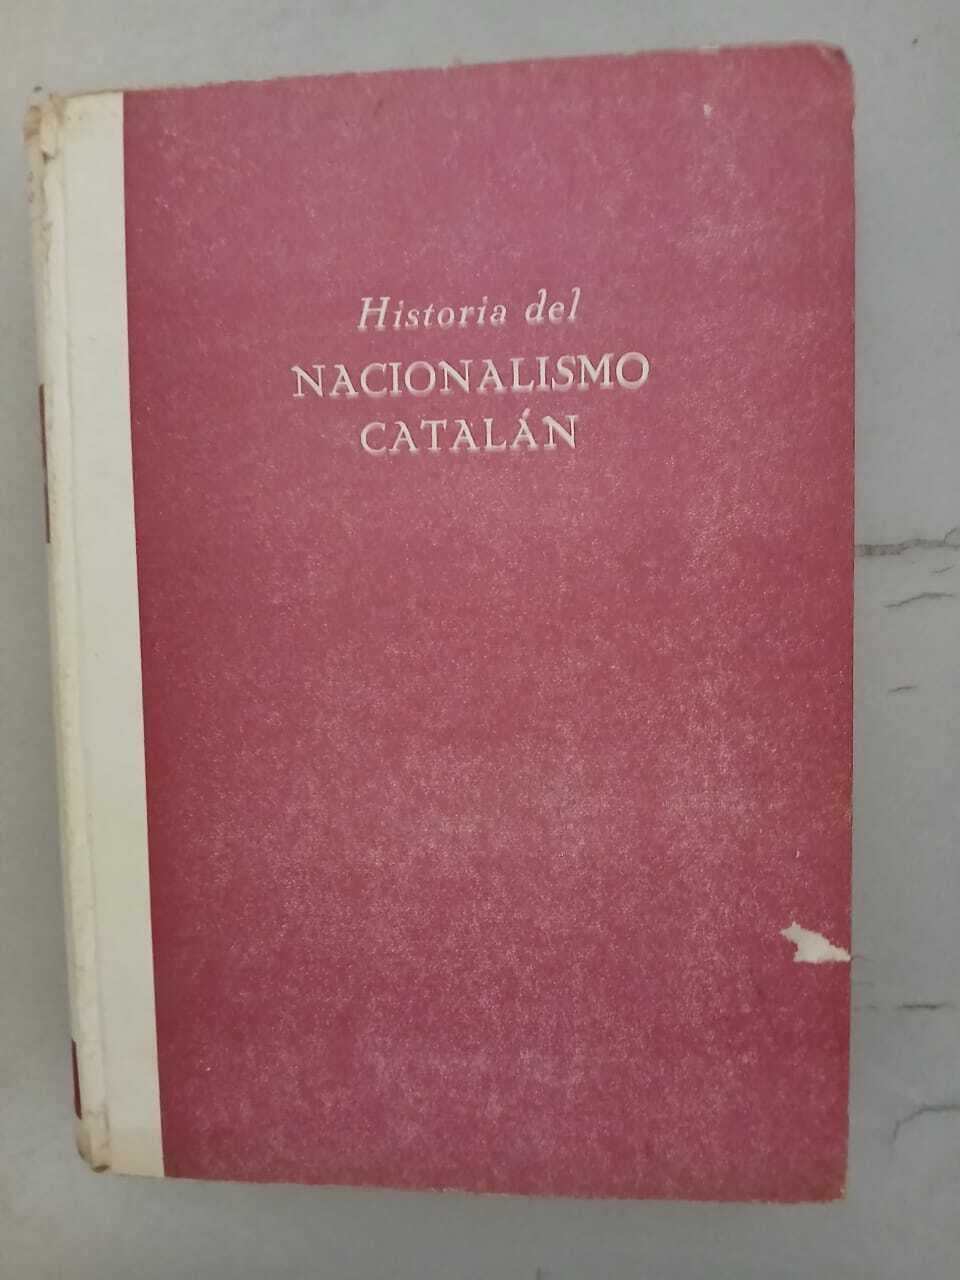 Historia del
NACIONALISMO
CATALÁN